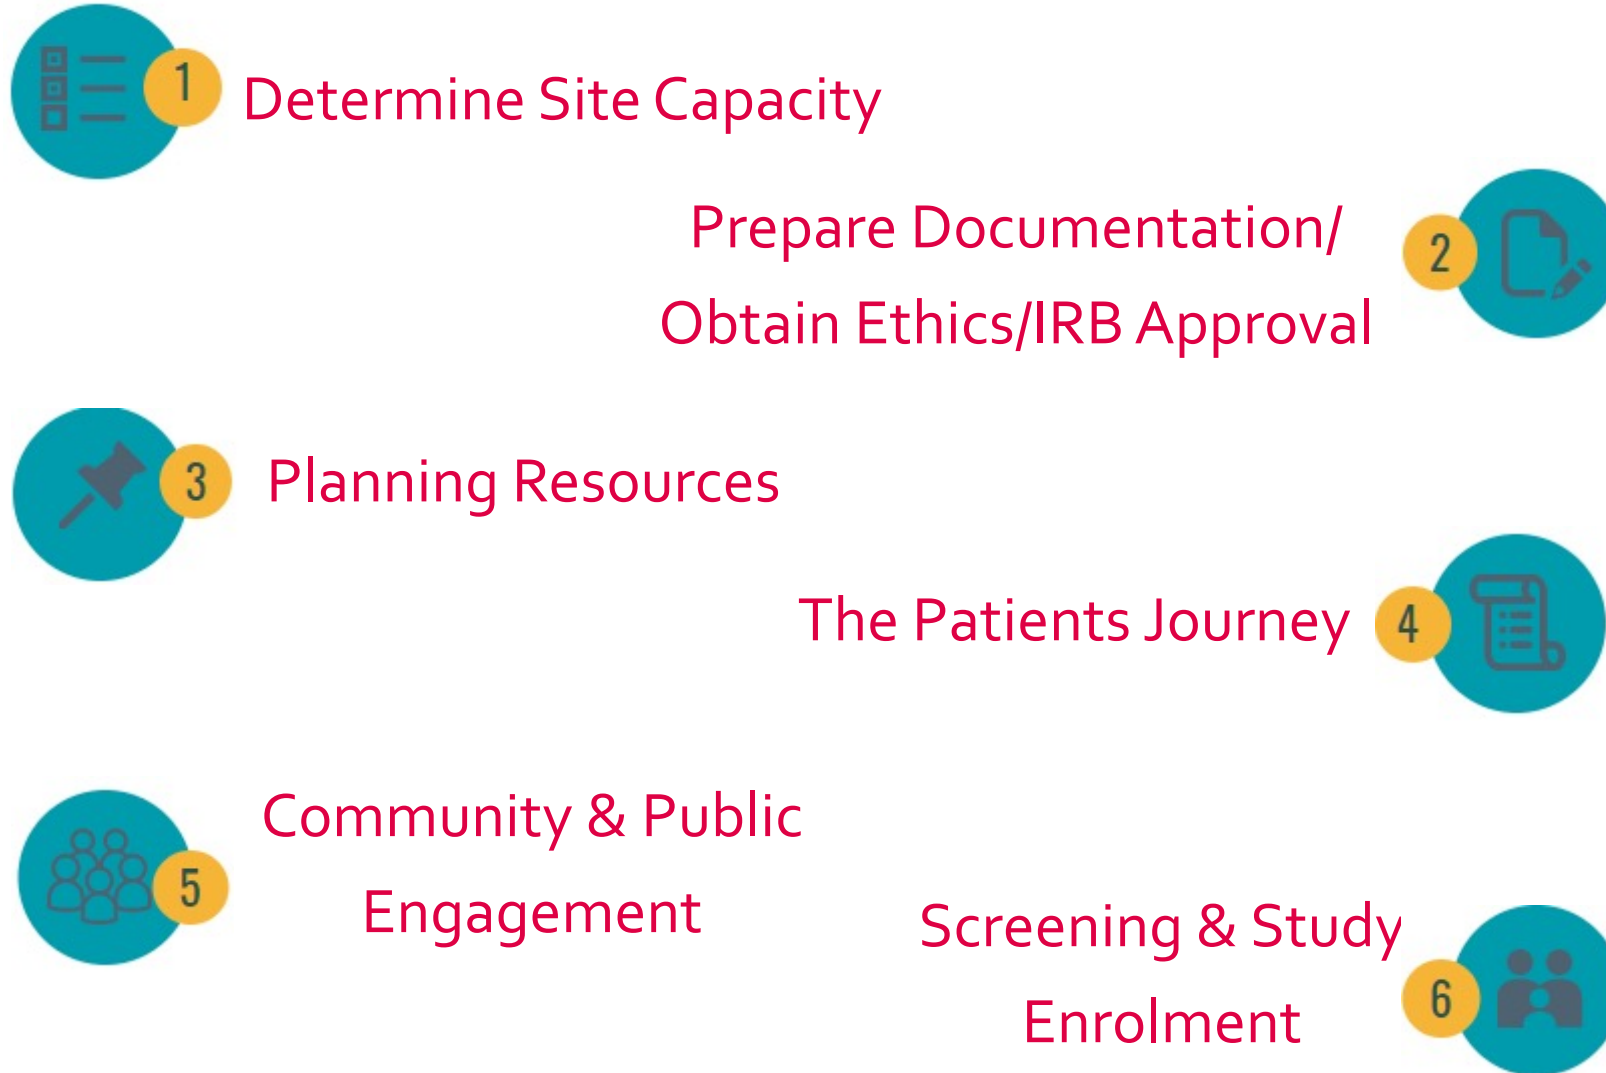 1
Determine Site Capacity
Prepare Documentation/
Obtain Ethics/IRB Approval
2
3
Planning Resources
The Patients Journey
4
Community & Public
Engagement
5
Screening & Study
Enrolment
6